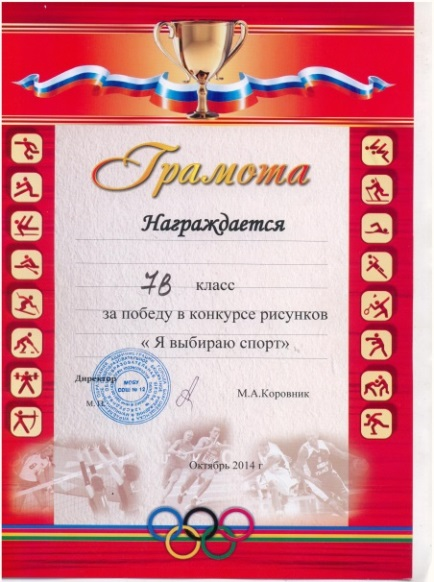 Грамота
Награждается
7В класс
за победу в конкурсе рисунков
« Я выбираю спорт»
Директор
М.А.Коровник
М. П.
Октябрь 2014 г